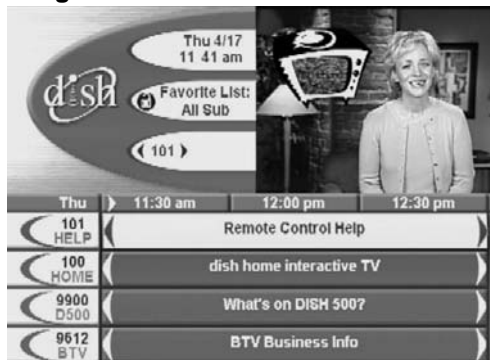 Thu 4/17
11 41 am
dish
Favorite List:
All Sub
101
Thu 11:30 am 12:00 pm 12:30 pm
101 Remote Control Help
HELP
100 dish home interactive TV
HOME
9900 What's on DISH 500?
D500
9612 BTV Business Info
BTV